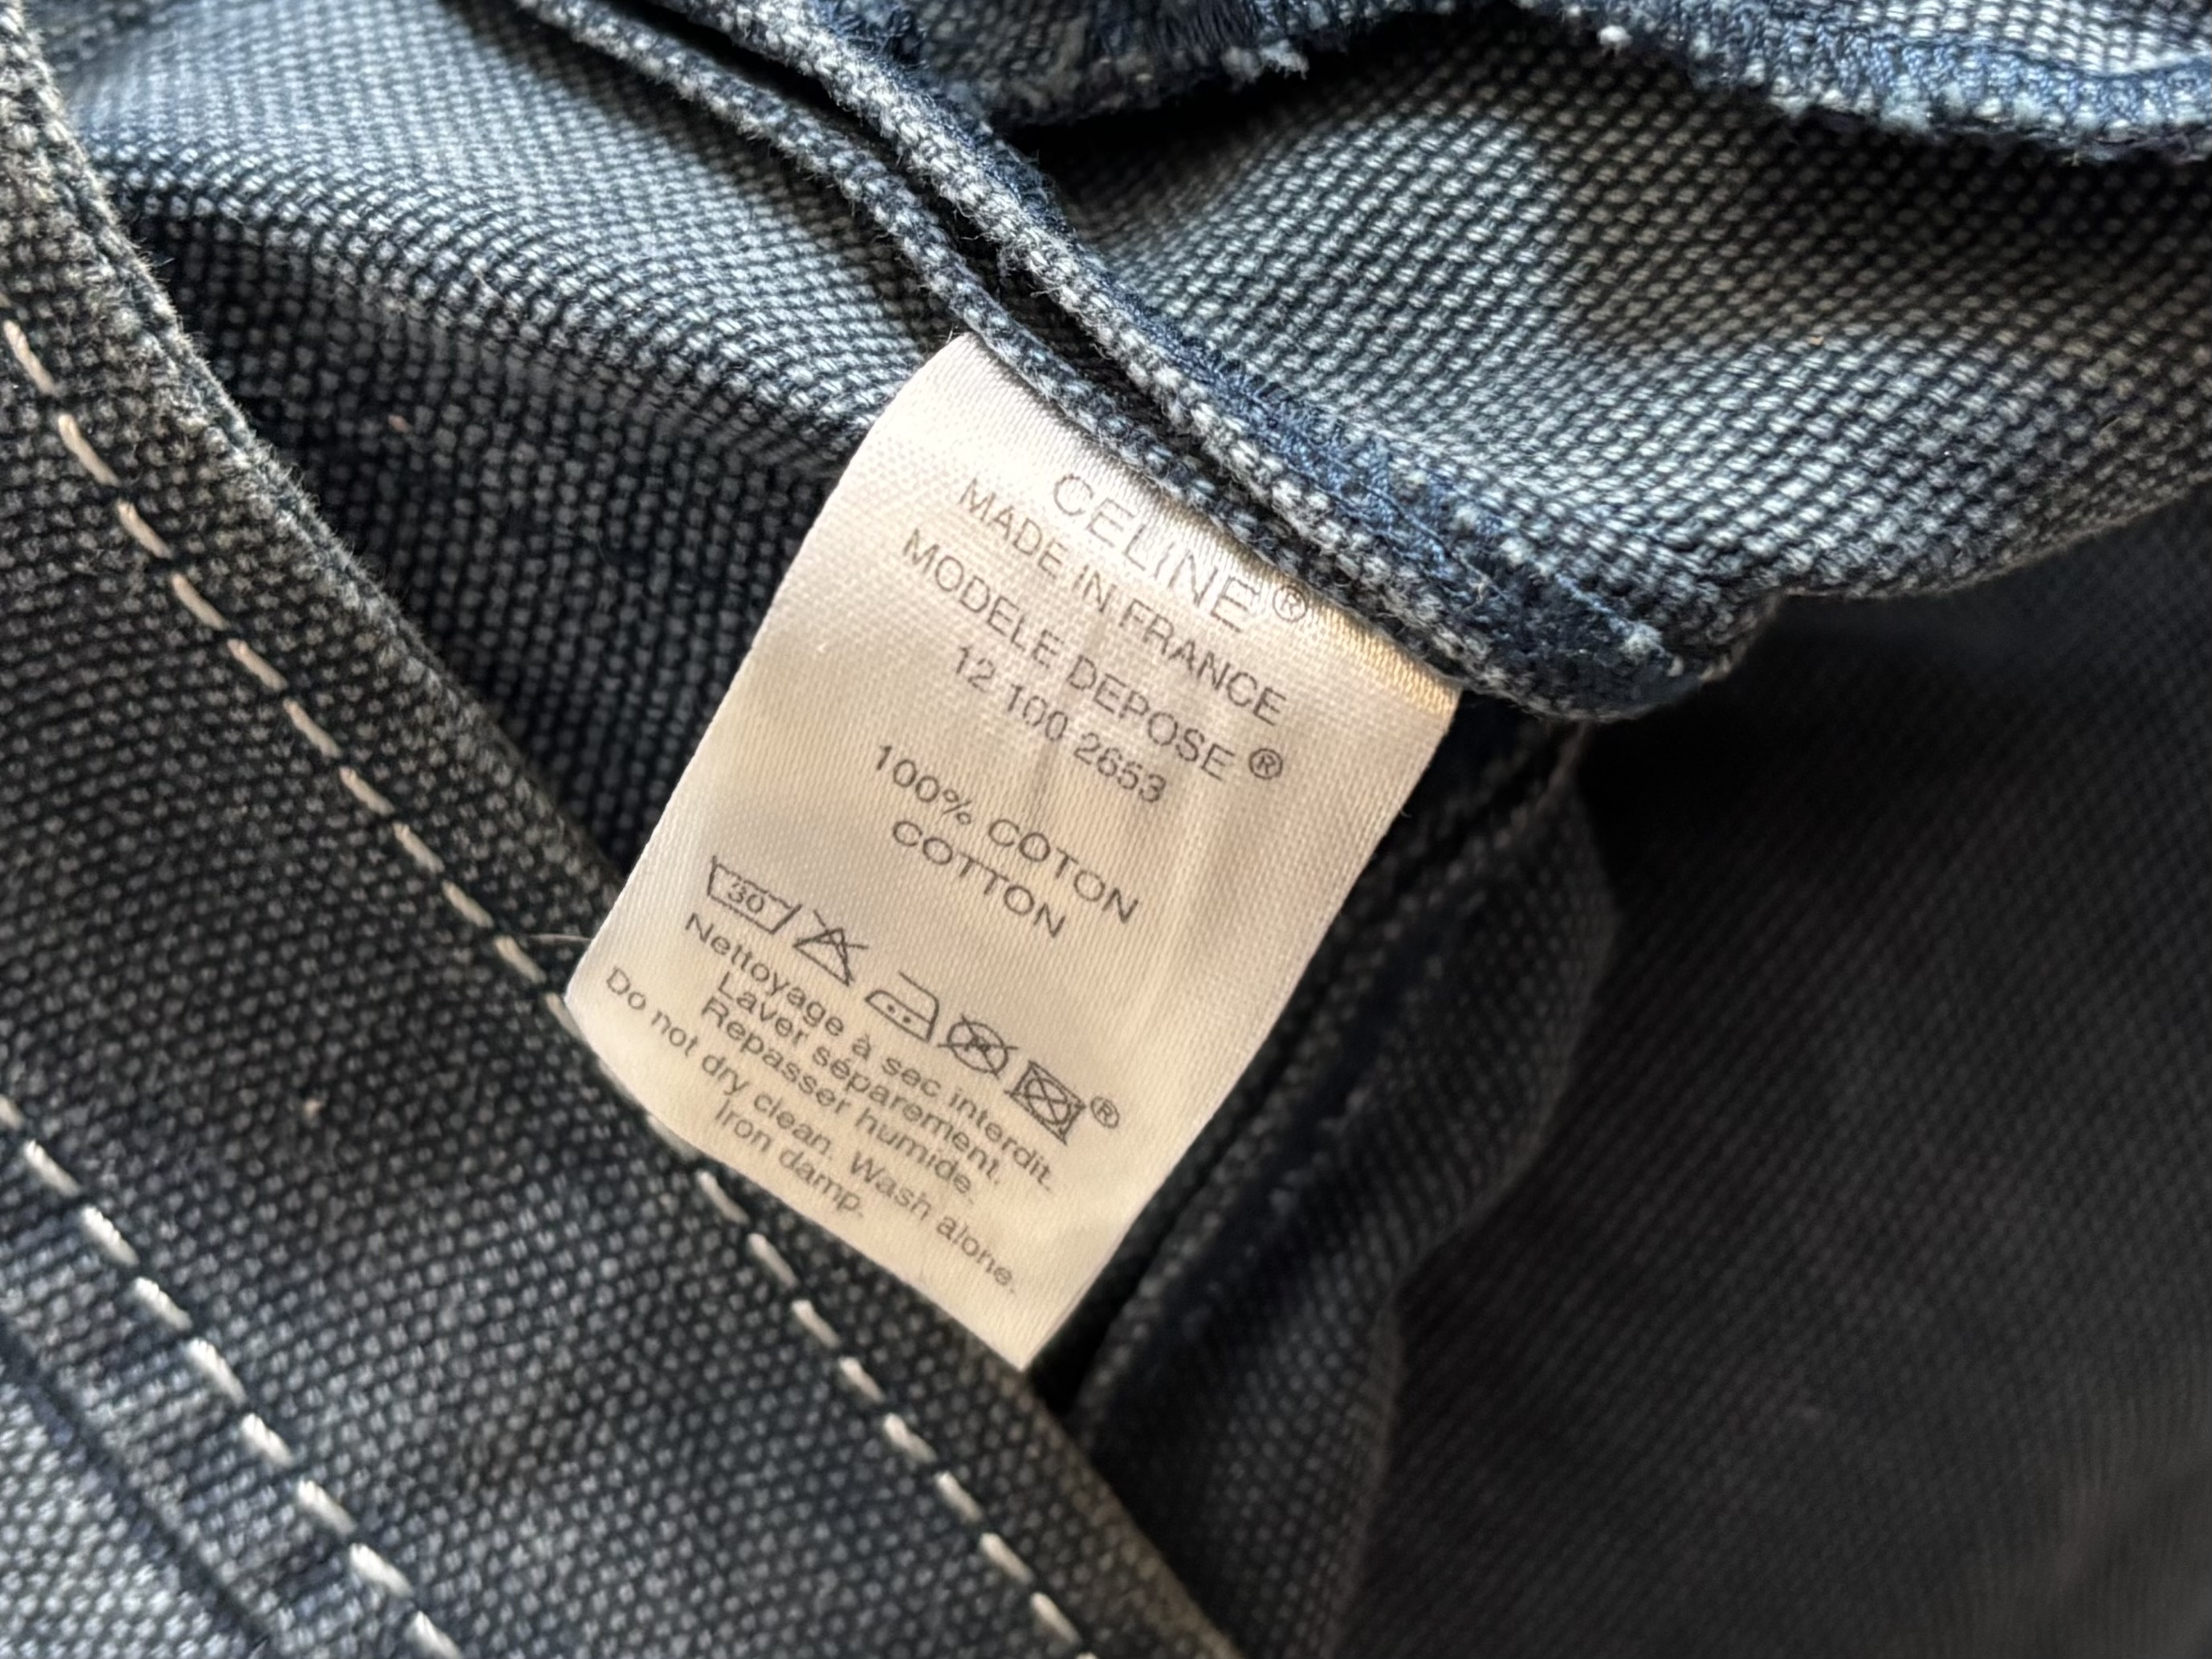 CELINE®
MADE IN FRANCE
MODELE DEPOSE ®
12 100 2653
100% COTON
COTTON
30 P ®
Nettoyage à sec interdit.
Laver séparement.
Repasser humide.
Do not dry clean. Wash alone.
Iron damp.